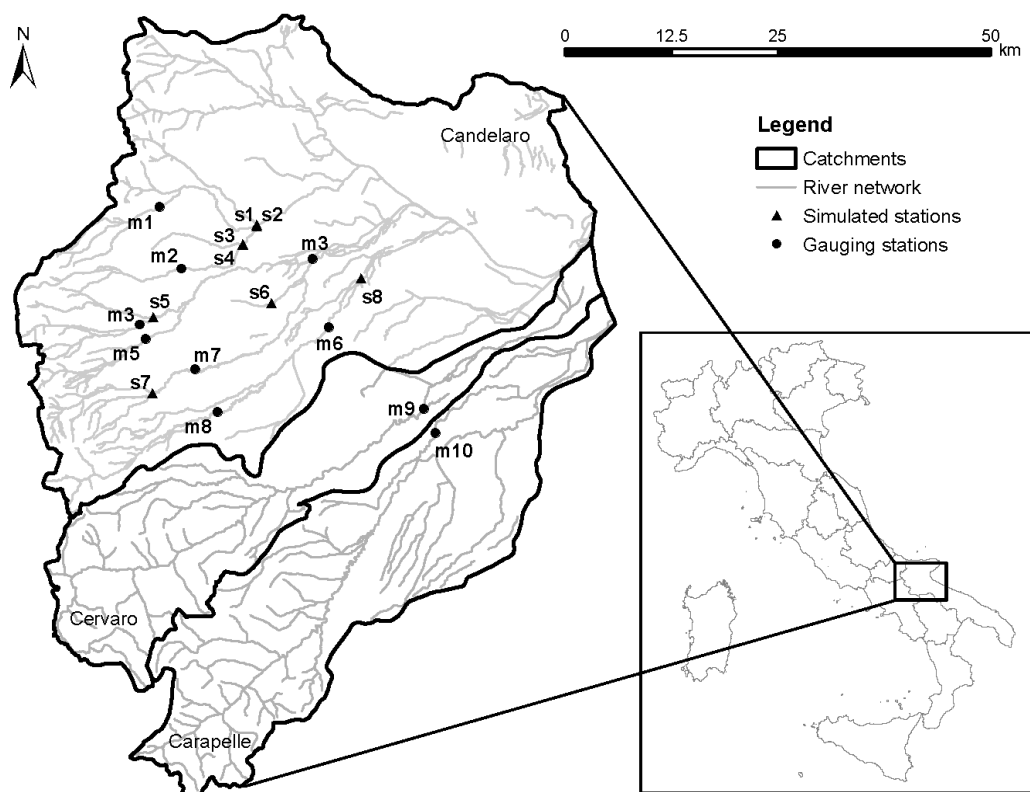 N
0 12.5 25 50
km
Legend
Catchments
River network
Simulated stations
Gauging stations
Candelaro
m1
s1 s2
s3
s4
m2
m3
s8
s6
s5
m3
m5
m6
m7
s7
m8
m9
m10
Cervaro
Carapelle